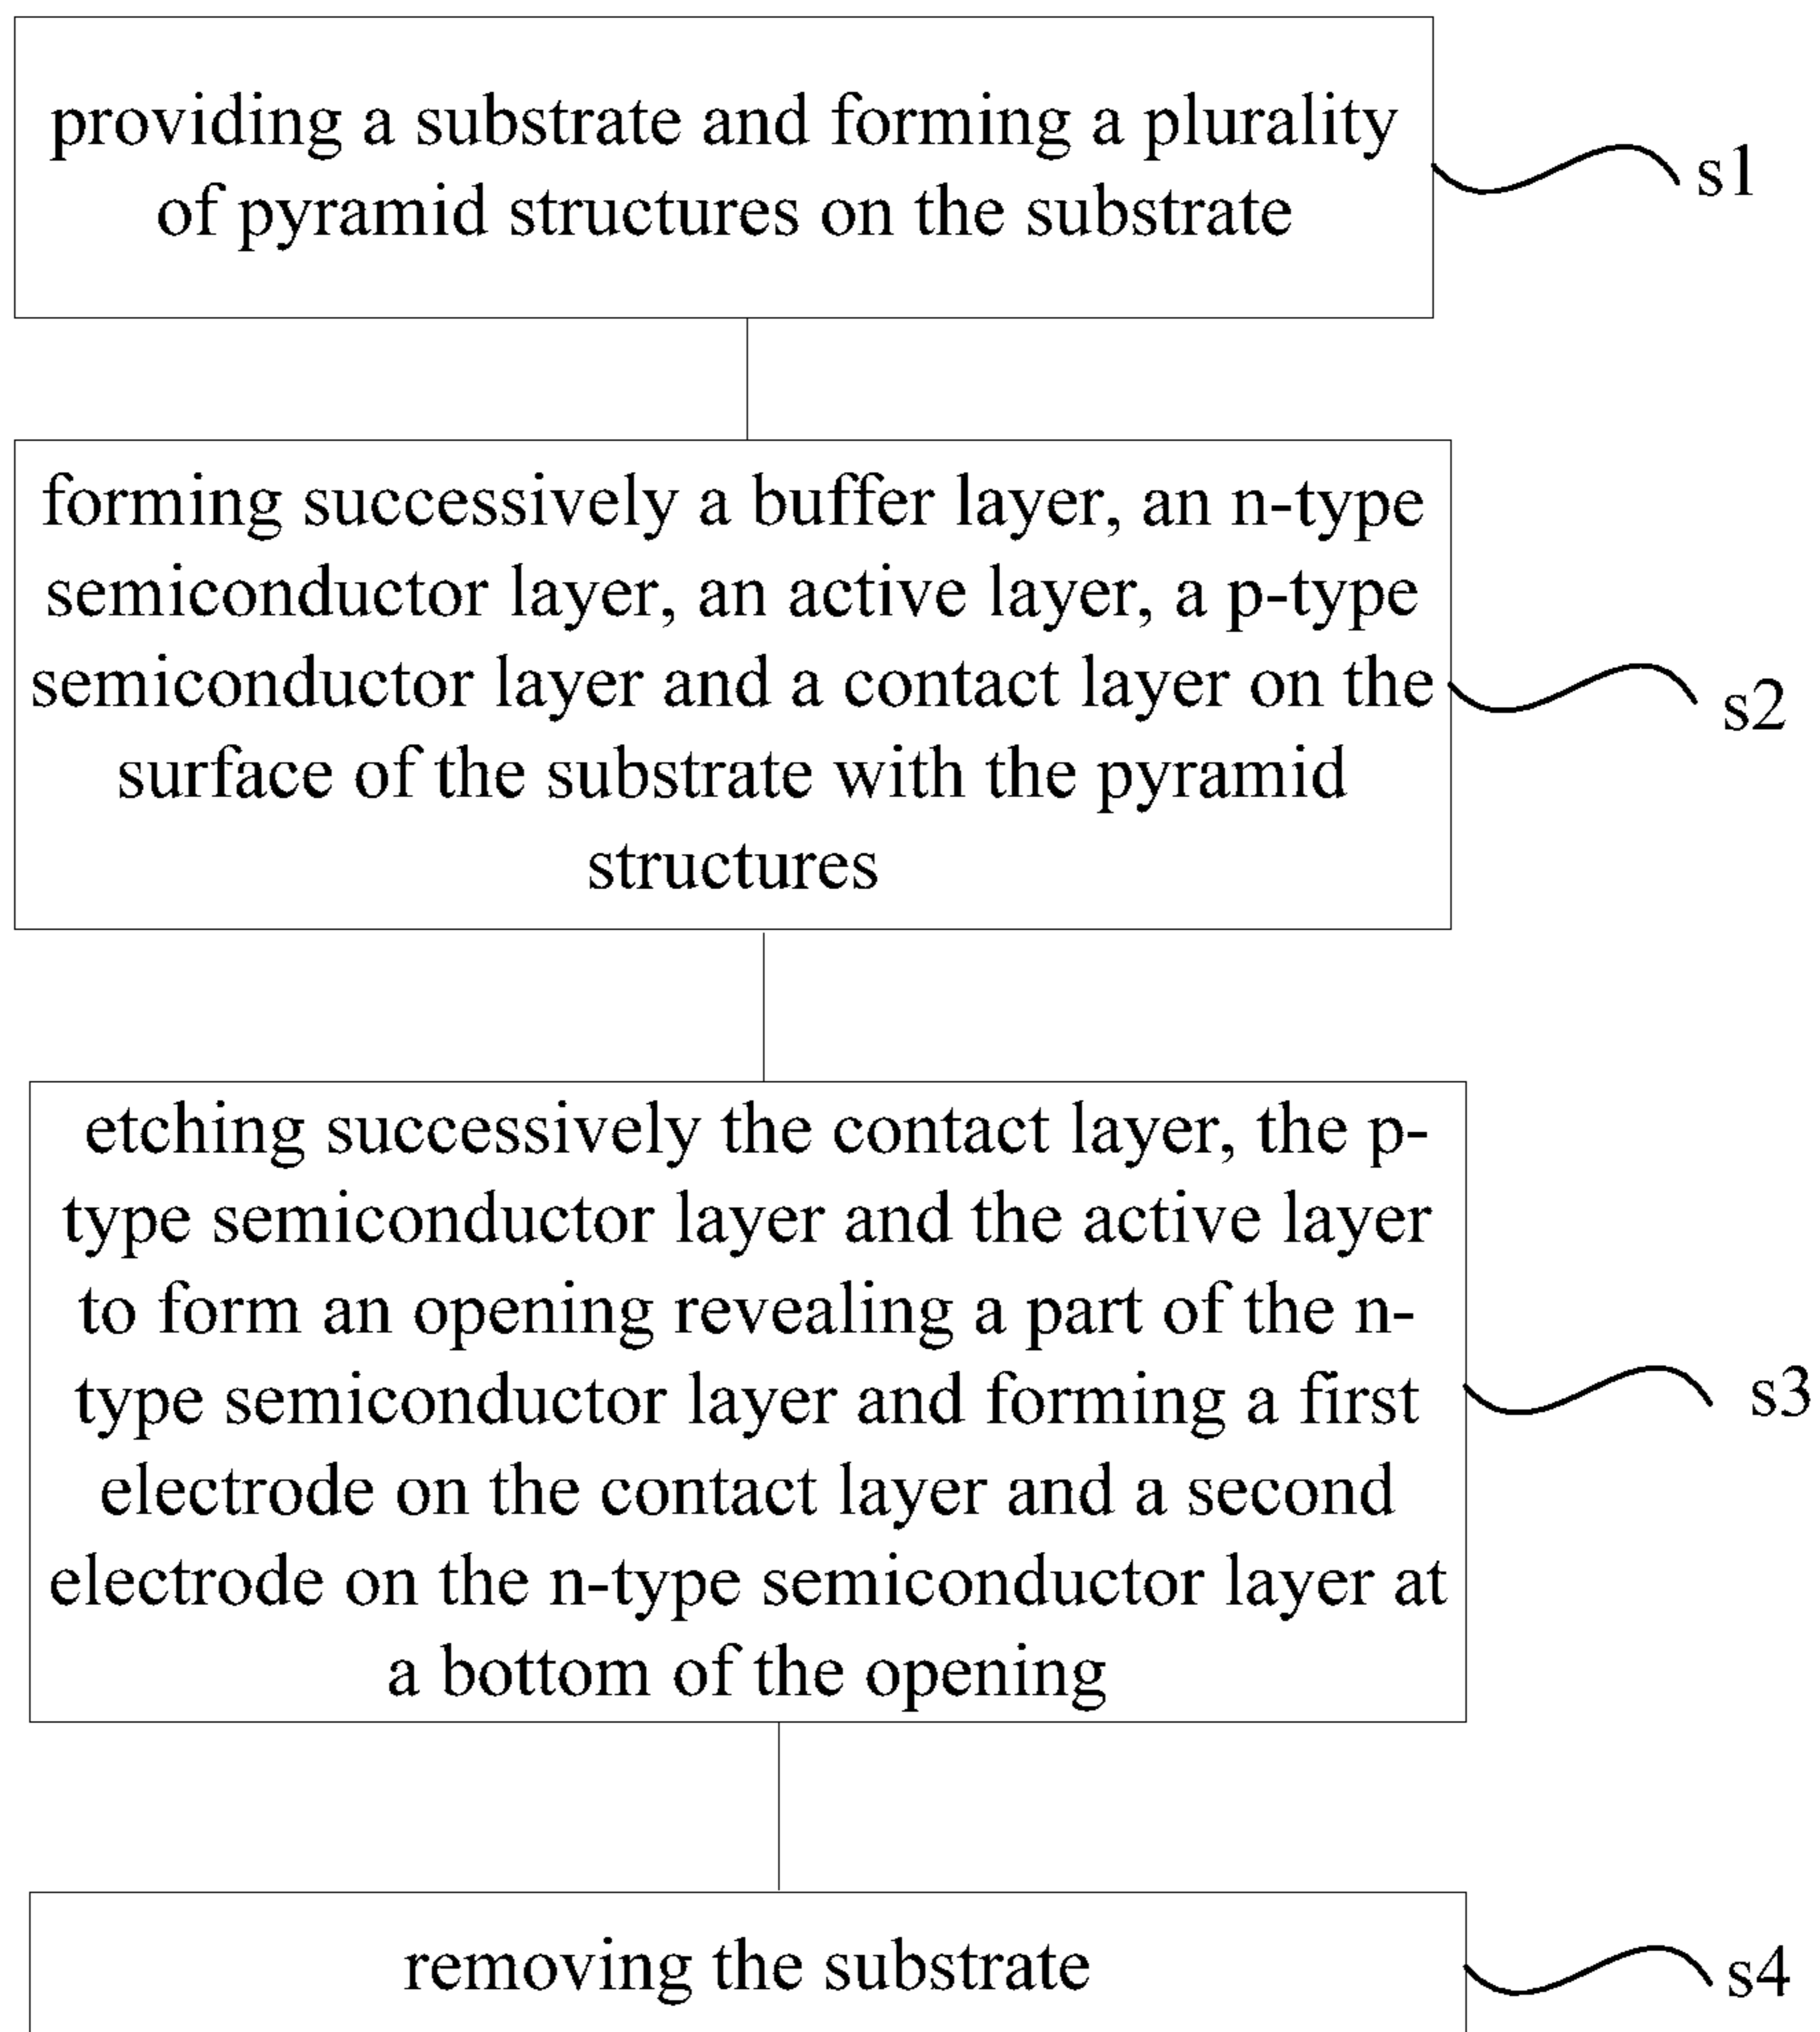 providing a substrate and forming a plurality
of pyramid structures on the substrate
s1
forming successively a buffer layer, an n-type
semiconductor layer, an active layer, a p-type
semiconductor layer and a contact layer on the
surface of the substrate with the pyramid
structures
s2
etching successively the contact layer, the p-
type semiconductor layer and the active layer
to form an opening revealing a part of the n-
type semiconductor layer and forming a first
electrode on the contact layer and a second
electrode on the n-type semiconductor layer at
a bottom of the opening
s3
removing the substrate
s4